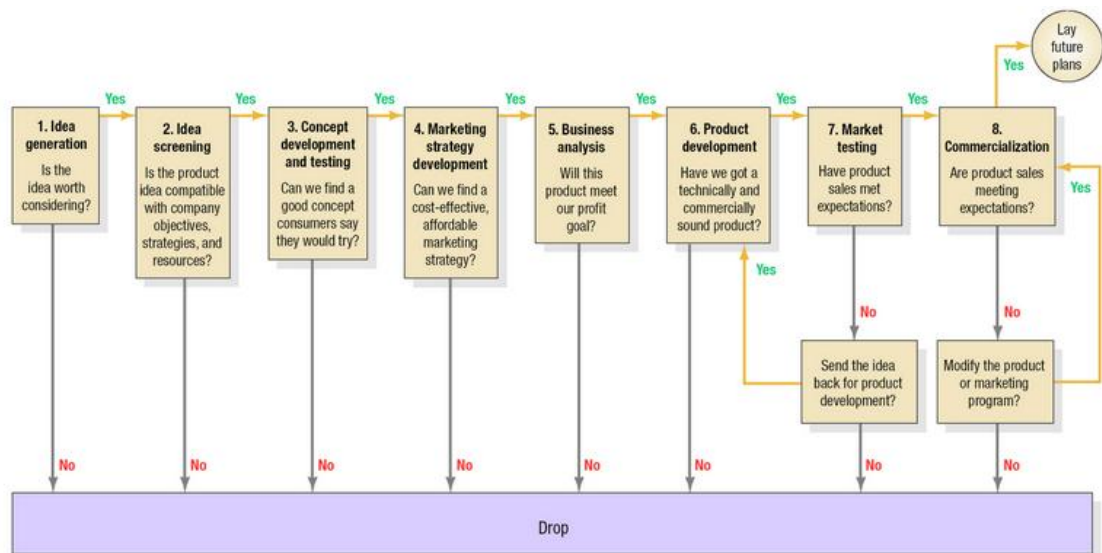 Lay
future
plans
Yes
Yes
Yes
Yes
Yes
Yes
Yes
Yes
1. Idea
generation
Is the
idea worth
considering?
2. Idea
screening
Is the product
idea compatible
with company
objectives,
strategies, and
resources?
3. Concept
development
and testing
Can we find a
good concept
consumers say
they would try?
4. Marketing
strategy
development
Can we find a
cost-effective,
affordable
marketing
strategy?
5. Business
analysis
Will this
product meet
our profit
goal?
6. Product
development
Have we got a
technically and
commercially
sound product?
7. Market
testing
Have product
sales met
expectations?
8.
Commercialization
Are product sales
meeting
expectations?
Yes
Yes
No
No
Send the idea
back for product
development?
Modify the product
or marketing
program?
No
No
No
No
No
No
No
No
Drop